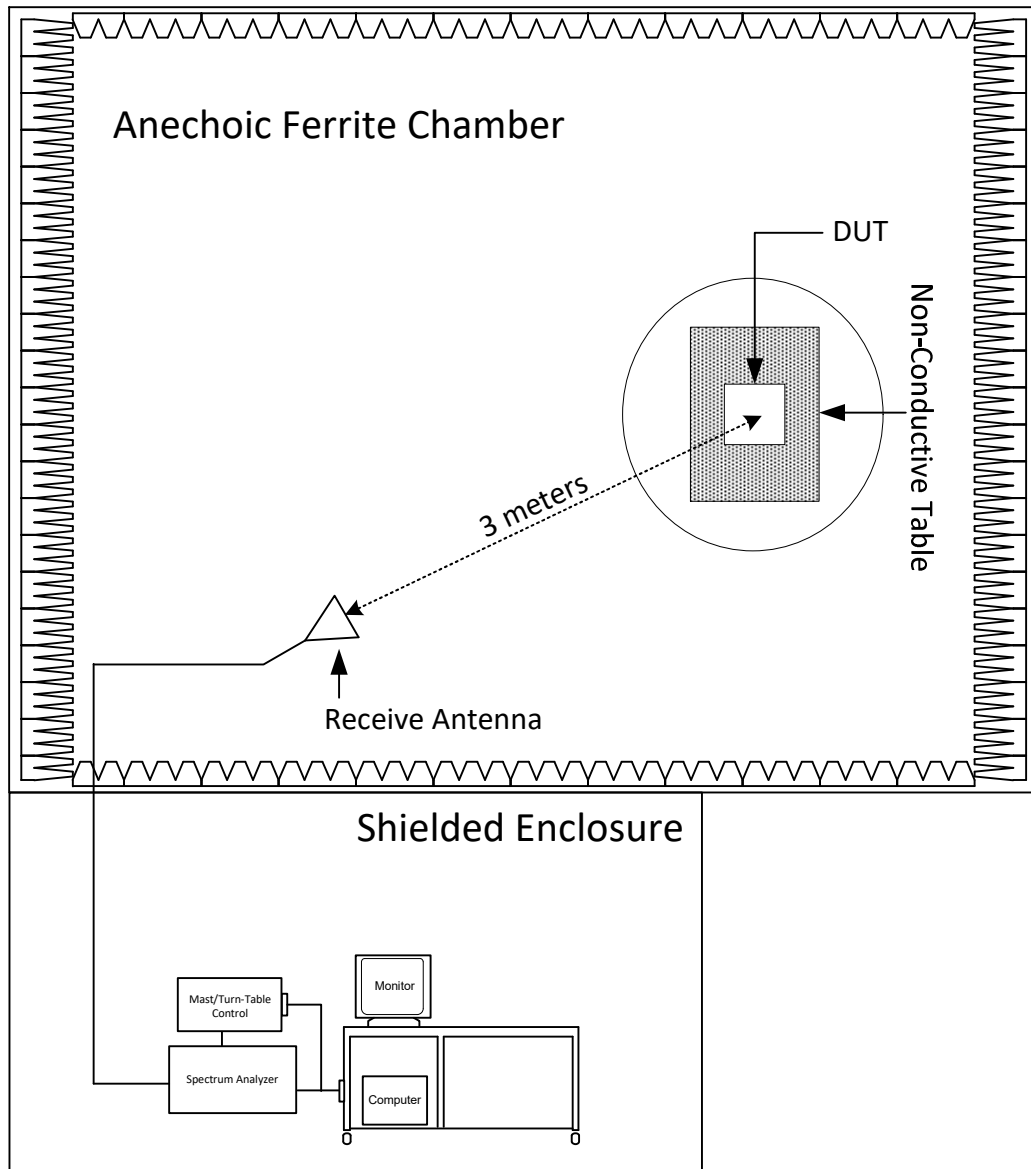 Anechoic Ferrite Chamber
DUT
Non-Conductive Table
3 meters
Receive Antenna
Shielded Enclosure
Monitor
Mast/Turn-Table
Control
Spectrum Analyzer
Computer